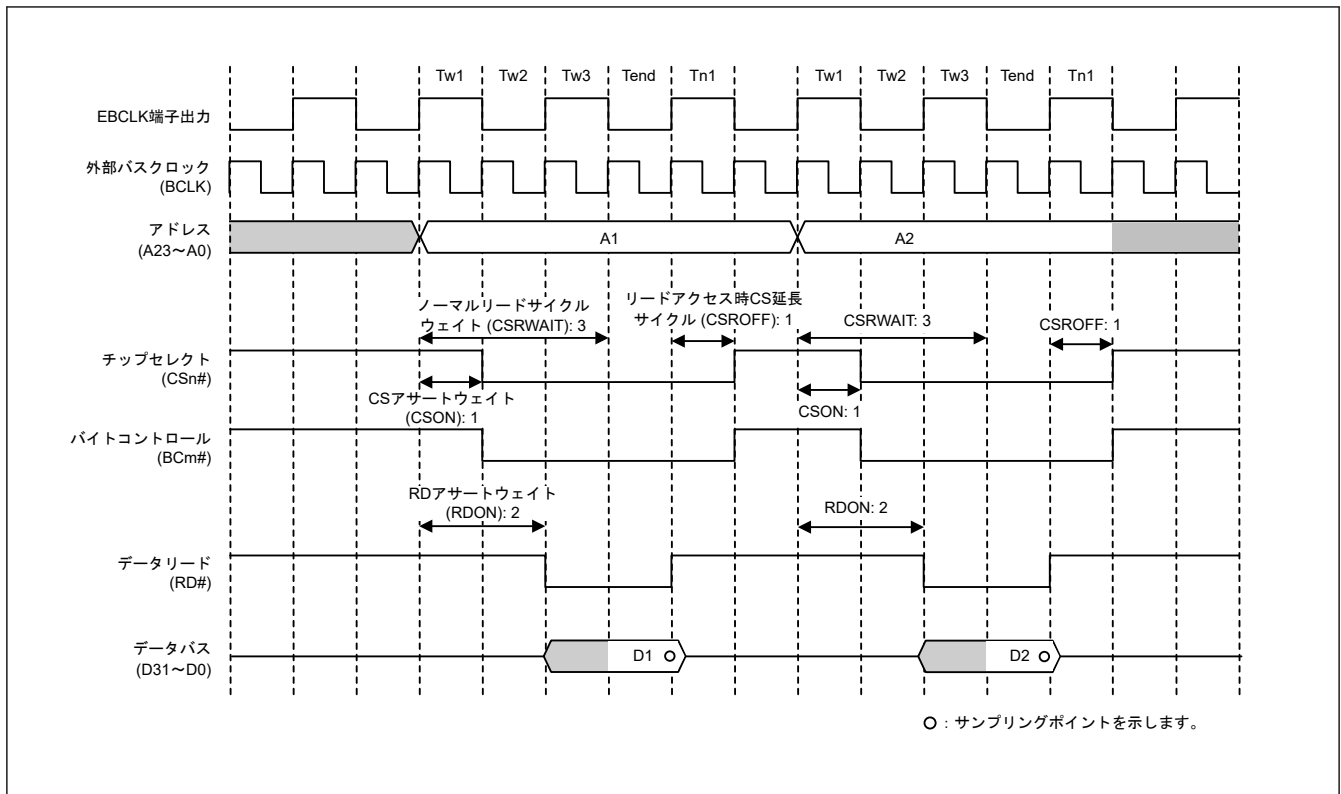 Tw1 Tw2 Tw3 Tend Tn1 Tw1 Tw2 Tw3 Tend Tn1
EBCLK端子出力
外部バスクロック
(BCLK)
アドレス
(A23～A0)
A1 A2
ノーマルリードサイクル
ウェイト (CSRWAIT): 3
リードアクセス時CS延長
サイクル (CSROFF): 1
CSRWAIT: 3
CSROFF: 1
チップセレクト
(CSn#)
CSアサートウェイト
(CSON): 1
CSON: 1
バイトコントロール
(BCm#)
RDアサートウェイト
(RDON): 2
RDON: 2
データリード
(RD#)
データバス
(D31～D0)
D1 D2
：サンプリングポイントを示します。